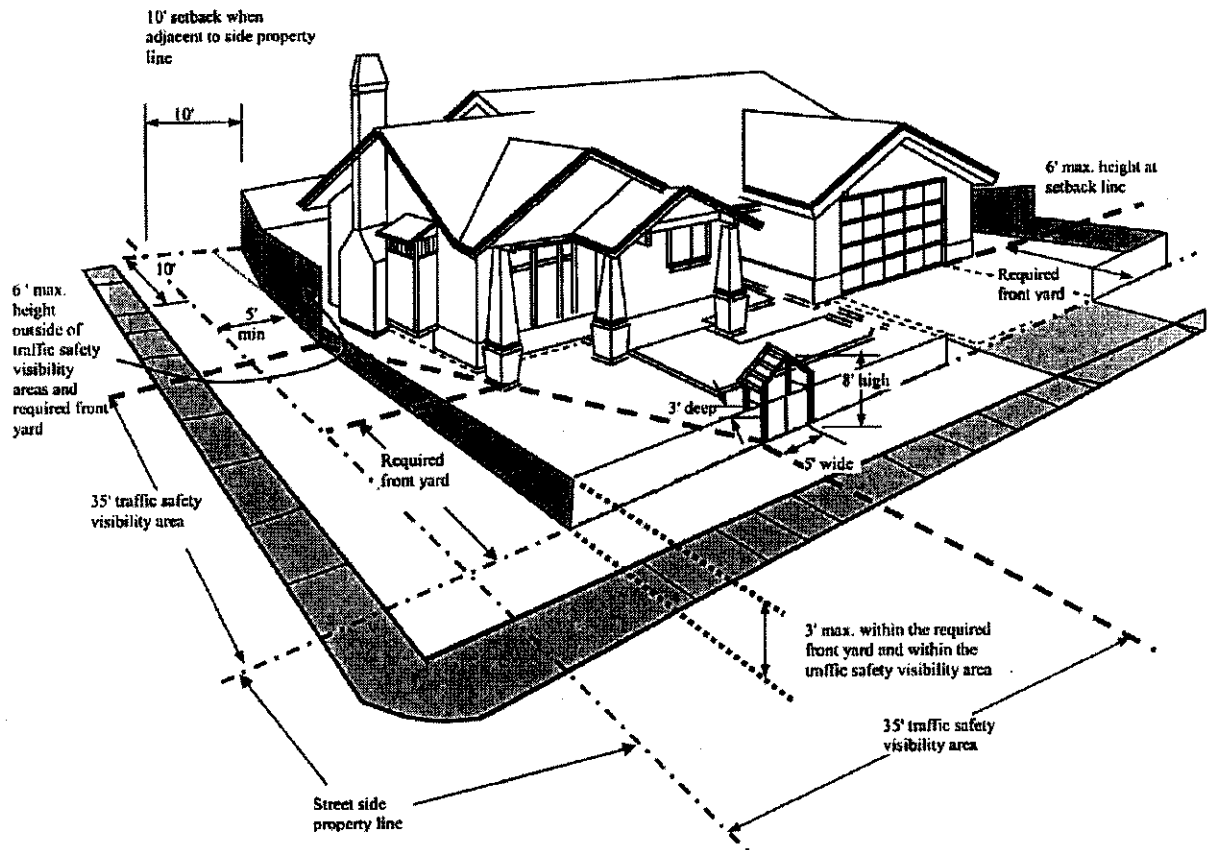 10' setback when
adjacent to side property
line
10'
6' max. height at
setback line
Required
front yard
10'
6 ' max.
height
outside of
traffic safety
visibility
areas and
required front
yard
5'
min
8' high
3' deep
5' wide
Required
front yard
35' traffic safety
visibility area
3' max. within the required
front yard and within the
traffic safety visibility area
35' traffic safety
visibility area
Street side
property line